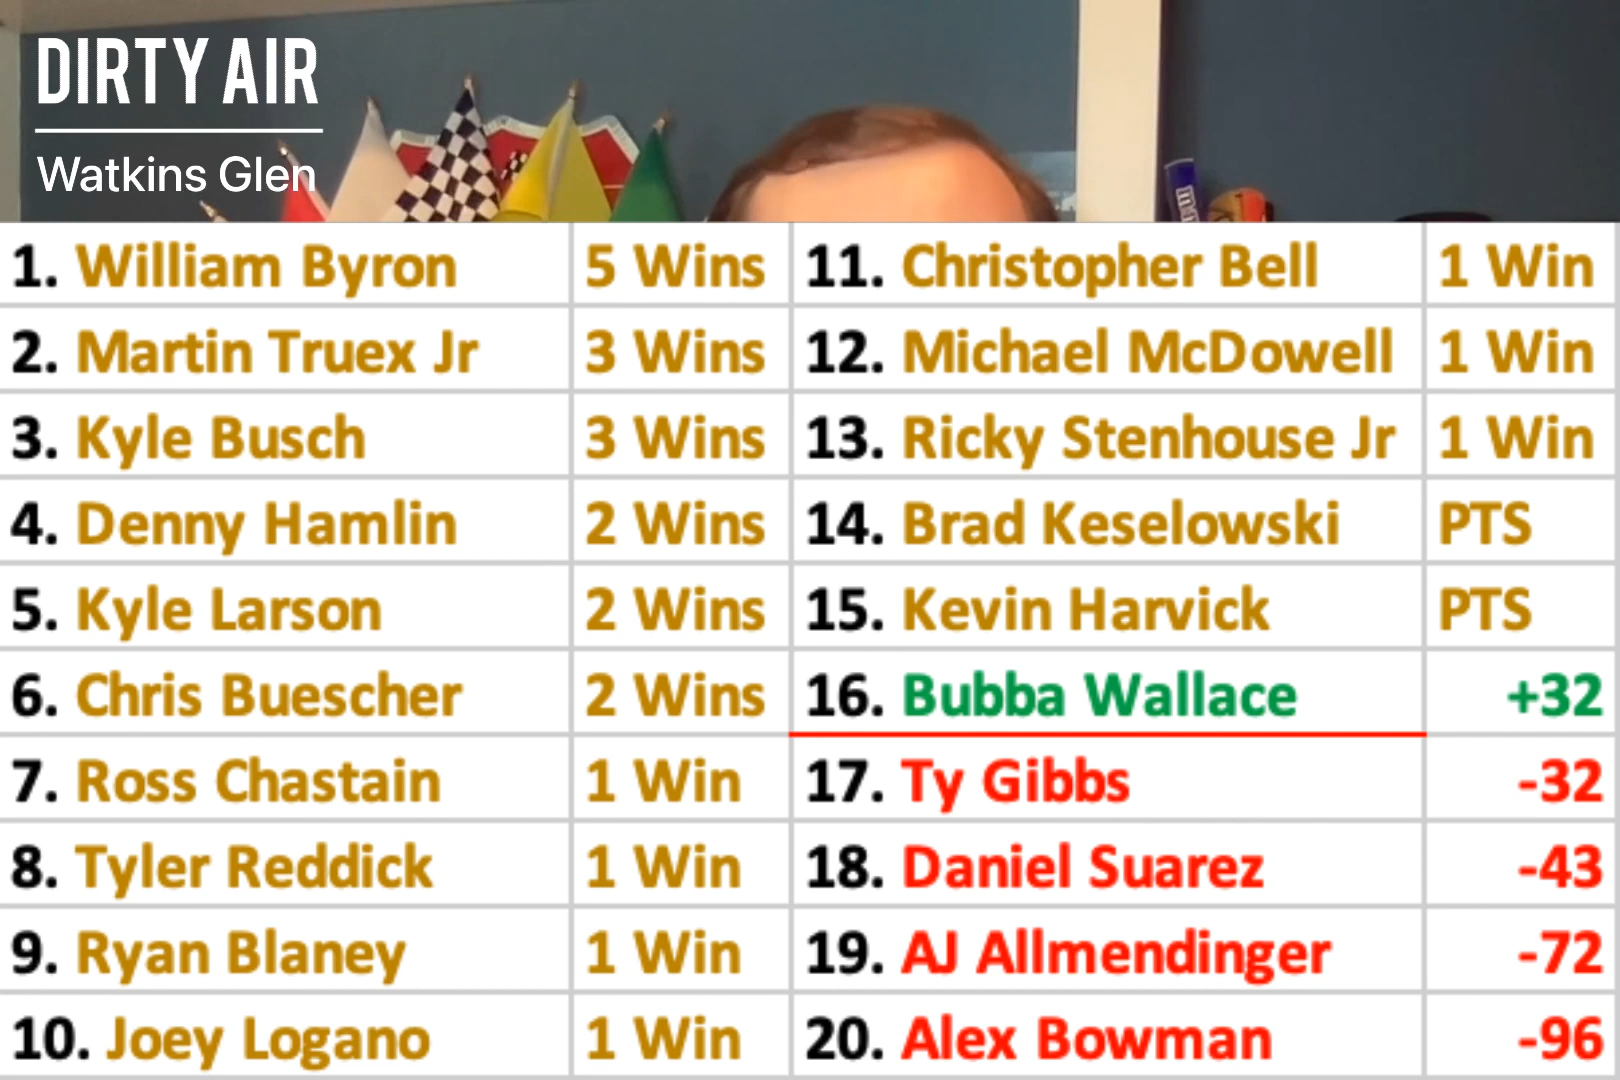 DIRTY AIR
Watkins Glen
1. William Byron 5 Wins
2. Martin Truex Jr 3 Wins
3. Kyle Busch 3 Wins
4. Denny Hamlin 2 Wins
5. Kyle Larson 2 Wins
6. Chris Buescher 2 Wins
7. Ross Chastain 1 Win
8. Tyler Reddick 1 Win
9. Ryan Blaney 1 Win
10. Joey Logano 1 Win
11. Christopher Bell 1 Win
12. Michael McDowell 1 Win
13. Ricky Stenhouse Jr 1 Win
14. Brad Keselowski PTS
15. Kevin Harvick PTS
16. Bubba Wallace +32
17. Ty Gibbs -32
18. Daniel Suarez -43
19. AJ Allmendinger -72
20. Alex Bowman -96